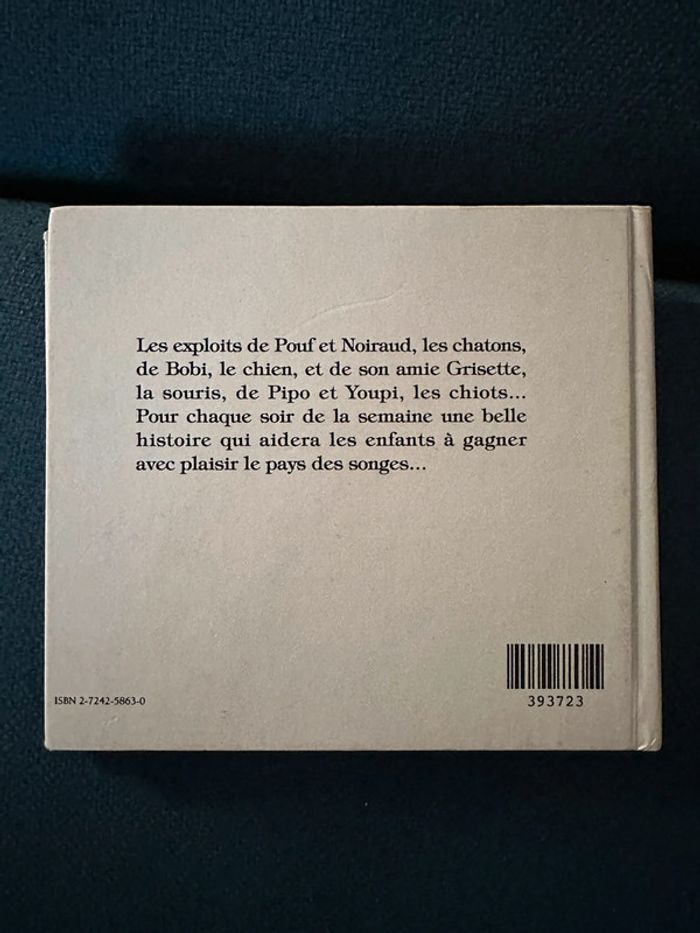 Les exploits de Pouf et Noiraud, les chatons,
de Bobi, le chien, et de son amie Grisette,
la souris, de Pipo et Youpi, les chiots...
Pour chaque soir de la semaine une belle
histoire qui aidera les enfants à gagner
avec plaisir le pays des songes...
ISBN 2-7242-5863-0
393723